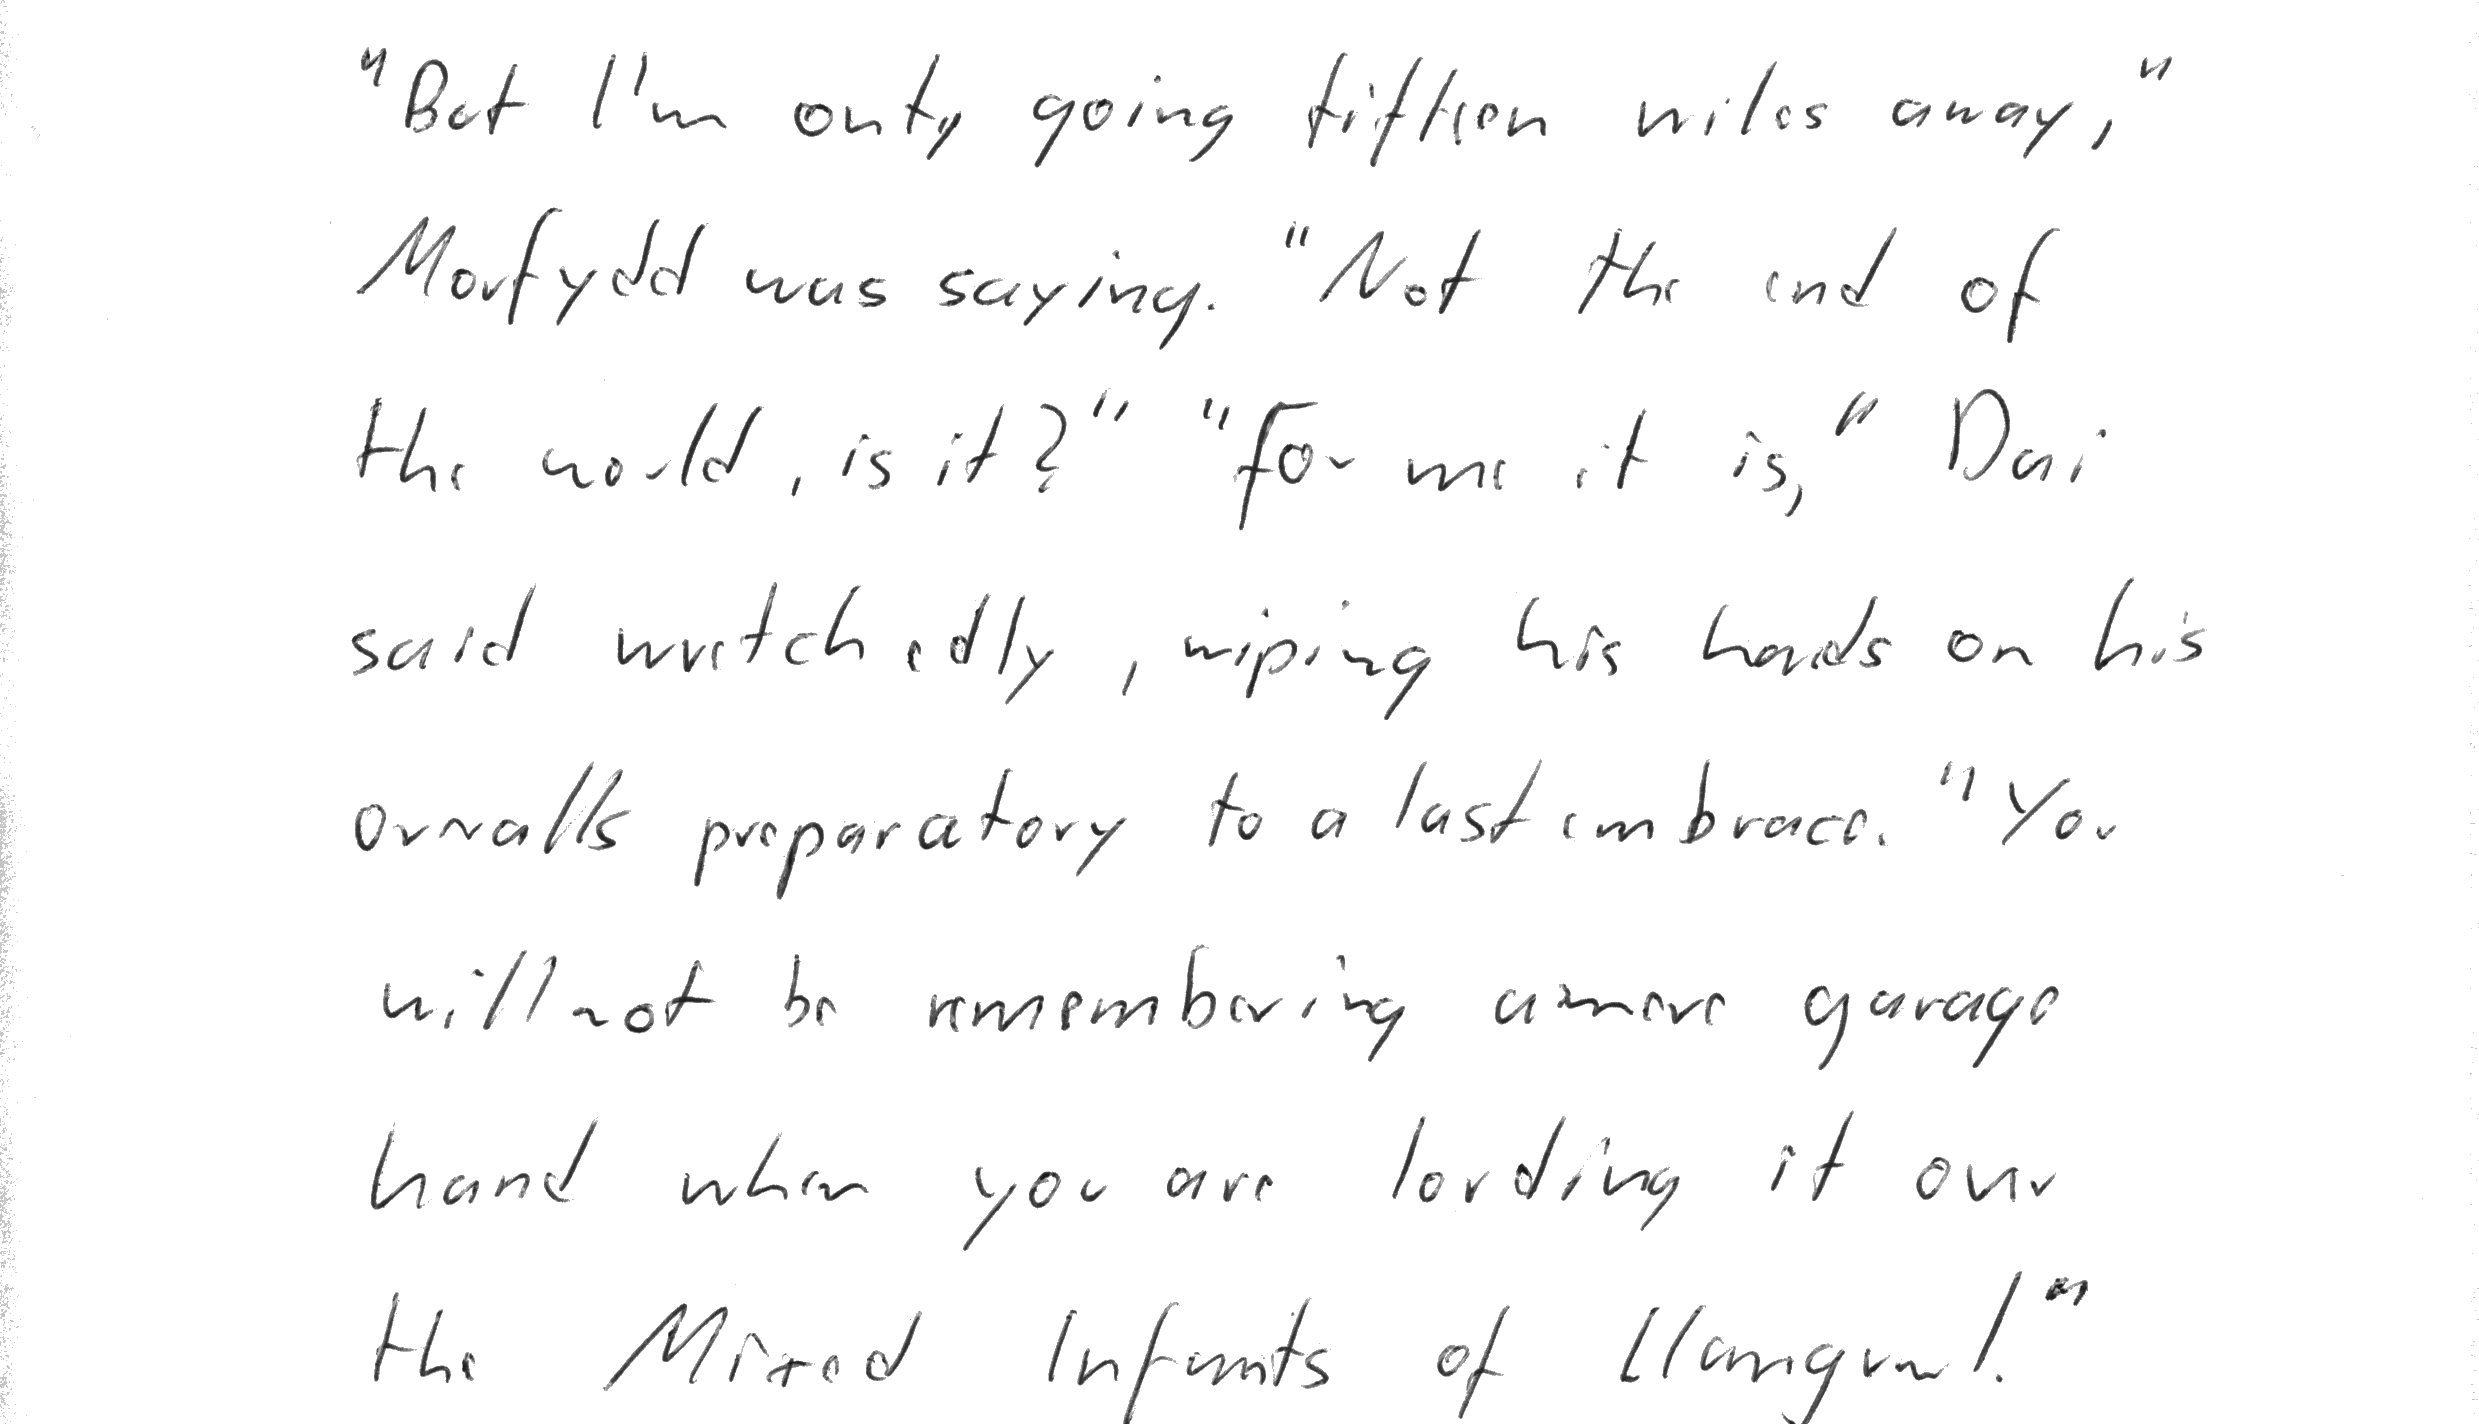 "But I'm only going fifteen miles away,"
Morfydd was saying. "Not the end of
the world, is it?" "For me it is," Dai
said wretchedly, wiping his hands on his
overalls preparatory to a last embrace. "You
will not be remembering a mere garage
hand when you are lording it over
the Mixed Infants of !"